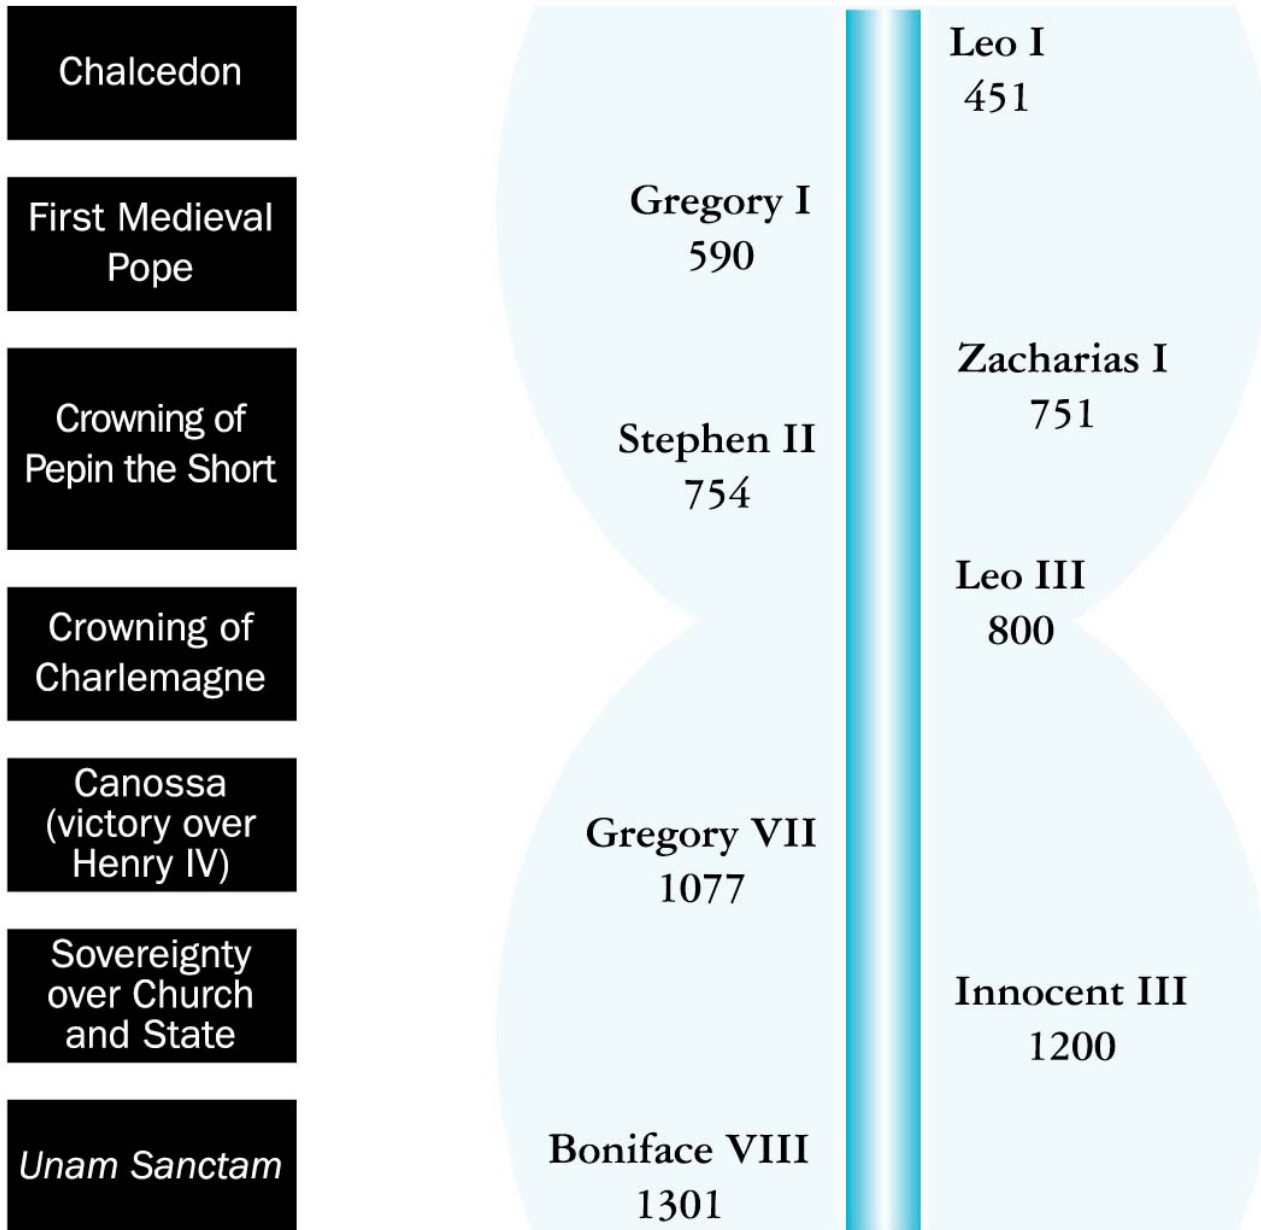 Chalcedon
Leo I
451
First Medieval
Pope
Gregory I
590
Crowning of
Pepin the Short
Zacharias I
751
Stephen II
754
Crowning of
Charlemagne
Leo III
800
Canossa
(victory over
Henry IV)
Gregory VII
1077
Sovereignty
over Church
and State
Innocent III
1200
Unam Sanctam
Boniface VIII
1301